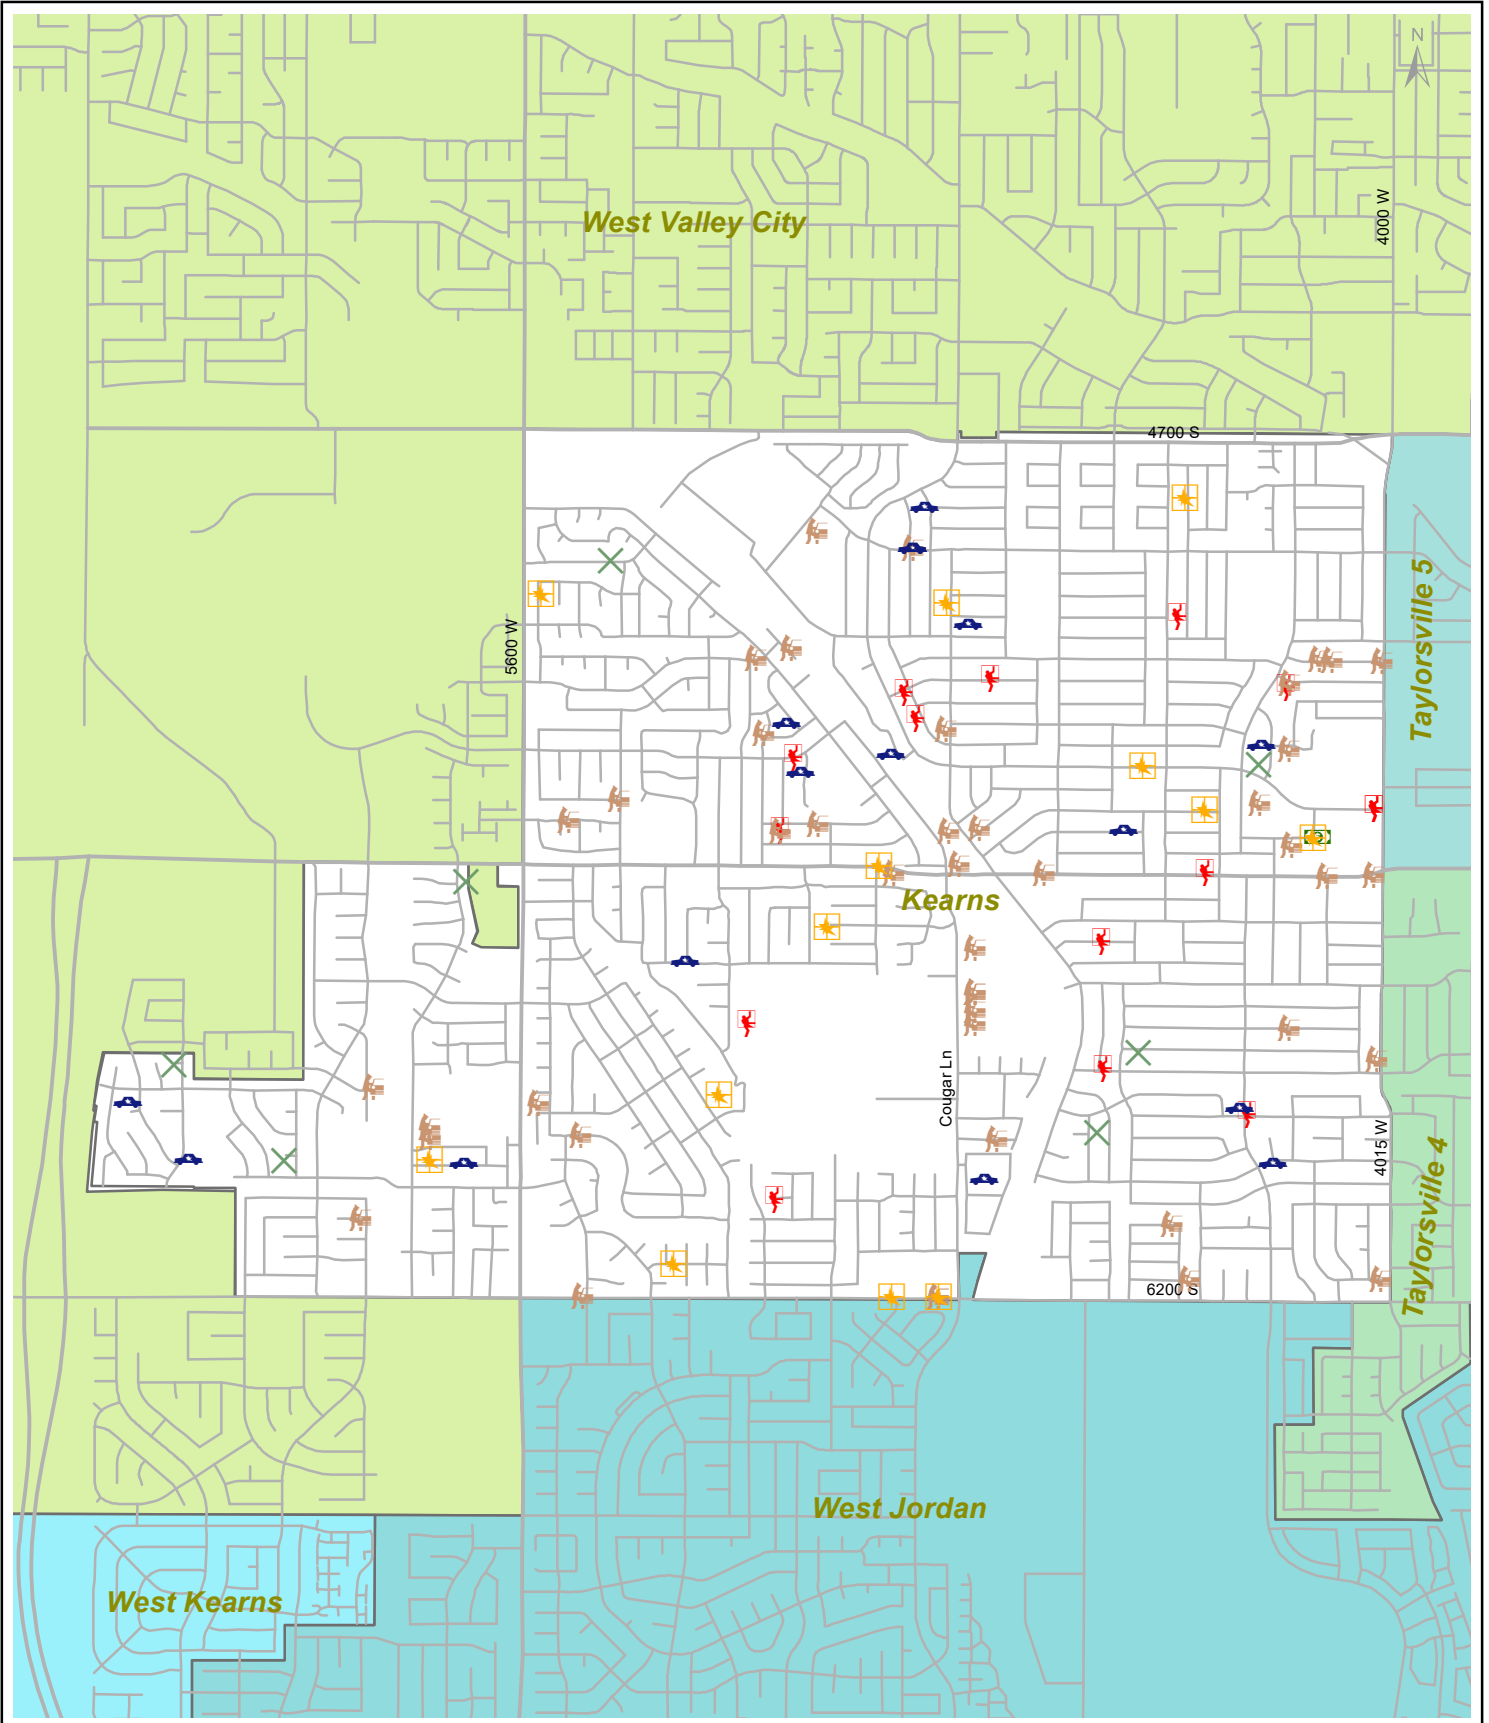 N
4000 W
West Valley City
4700 S
Taylorsville 5
5600 W
Kearns
Cougar Ln
4015 W
Taylorsville 4
6200 S
West Jordan
West Kearns